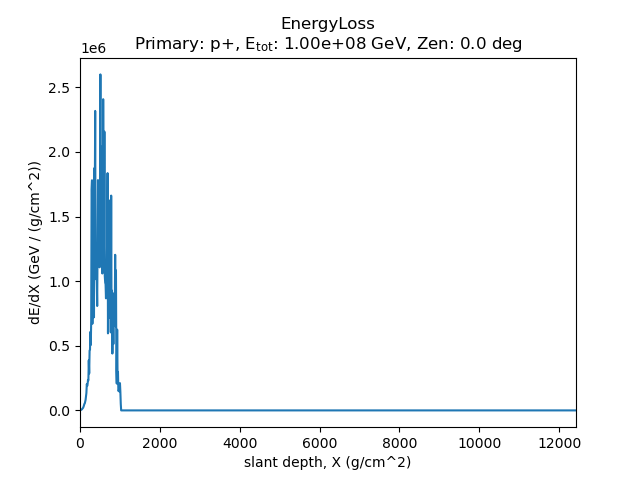 EnergyLoss
Primary: p+, E_tot: 1.00e+08 GeV, Zen: 0.0 deg
1e6
2.5
2.0
1.5
1.0
0.5
0.0
dE/dX (GeV / (g/cm^2))
0 2000 4000 6000 8000 10000 12000
slant depth, X (g/cm^2)